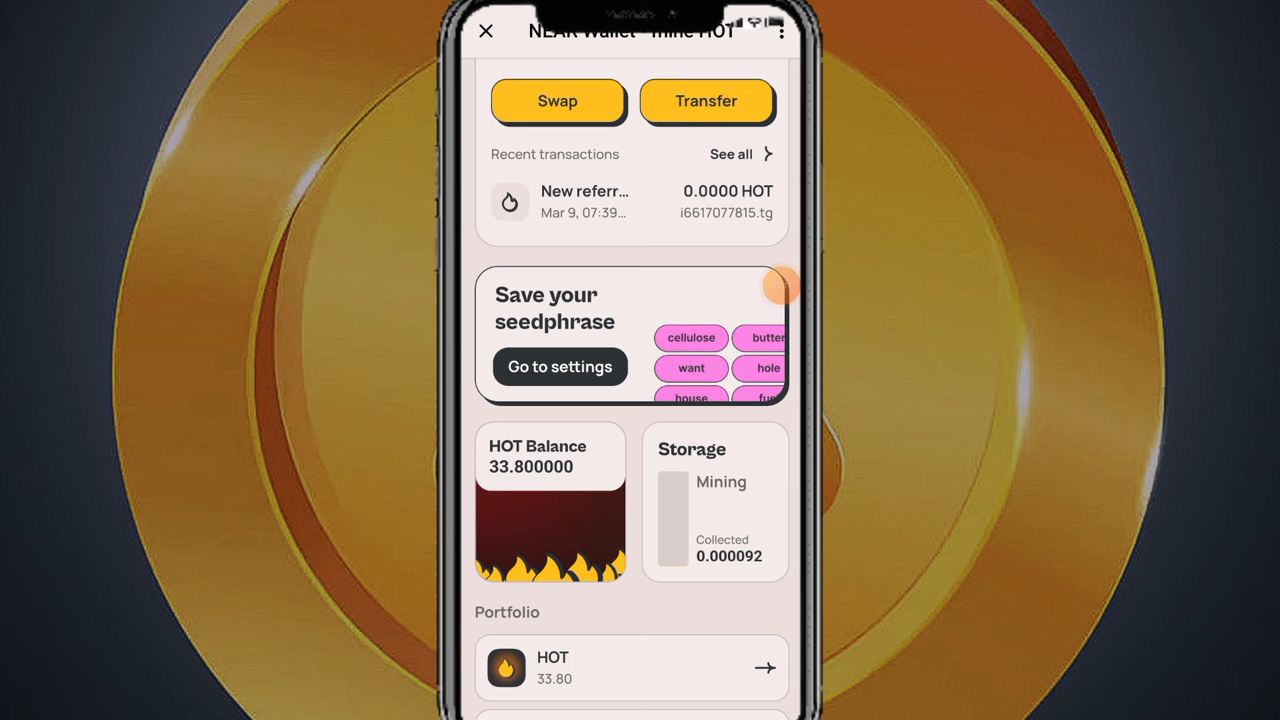 NEAR Wallet - mine HOT
Swap
Transfer
Recent transactions
See all
New referr...
0.0000 HOT
Mar 9, 07:39...
i6617077815.tg
Save your
seedphrase
cellulose
butter
Go to settings
want
hole
house
HOT Balance
33.800000
Storage
Mining
Collected
0.000092
Portfolio
HOT
33.80